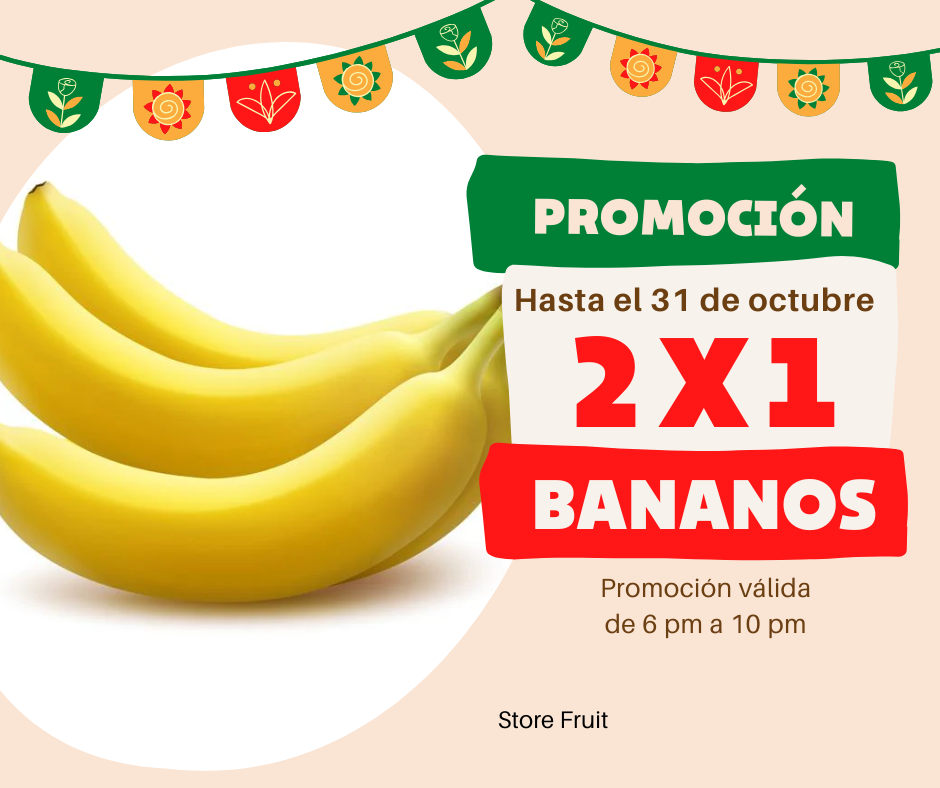 PROMOCIÓN
Hasta el 31 de octubre
2X1
BANANOS
Promoción válida
de 6 pm a 10 pm
Store Fruit